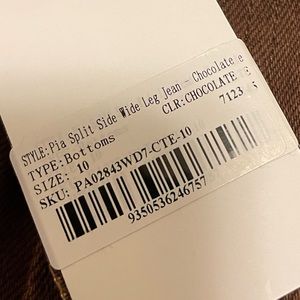 STYLE:Pia Split Side Wide Leg Jean - Chocolate
TYPE:Bottoms CLR:CHOCOLATE
SIZE: 10 7123
SKU: PA02843WD7-CTE-10
9350536246757